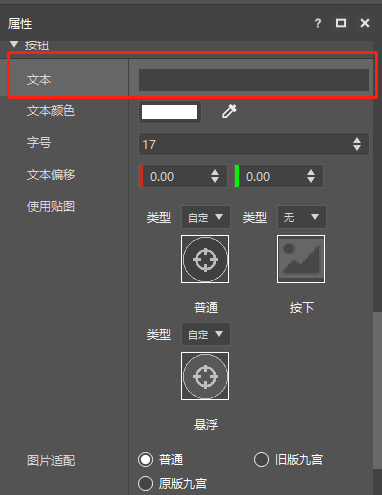 属性 ?
按钮
文本
文本颜色
字号 17
文本偏移 0.00 0.00
使用贴图 类型 自定 类型 无
普通 按下
类型 自定
悬浮
图片适配 普通 旧版九宫
原版九宫